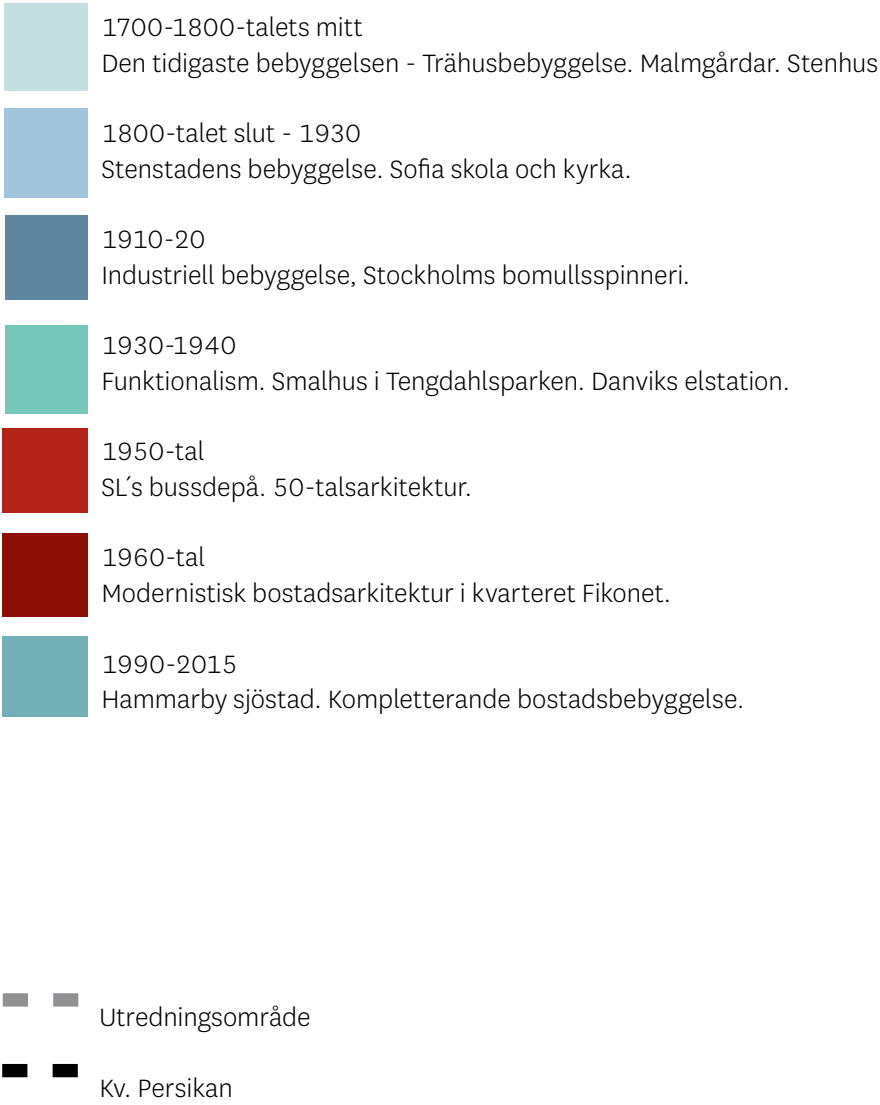 1700-1800-talets mitt
Den tidigaste bebyggelsen - Trähusbebyggelse. Malmgårdar. Stenhus
1800-talet slut - 1930
Stenstadens bebyggelse. Sofia skola och kyrka.
1910-20
Industriell bebyggelse, Stockholms bomullsspinneri.
1930-1940
Funktionalism. Smalhus i Tengdahlsparken. Danviks elstation.
1950-tal
SL´s bussdepå. 50-talsarkitektur.
1960-tal
Modernistisk bostadsarkitektur i kvarteret Fikonet.
1990-2015
Hammarby sjöstad. Kompletterande bostadsbebyggelse.
Utredningsområde
Kv. Persikan